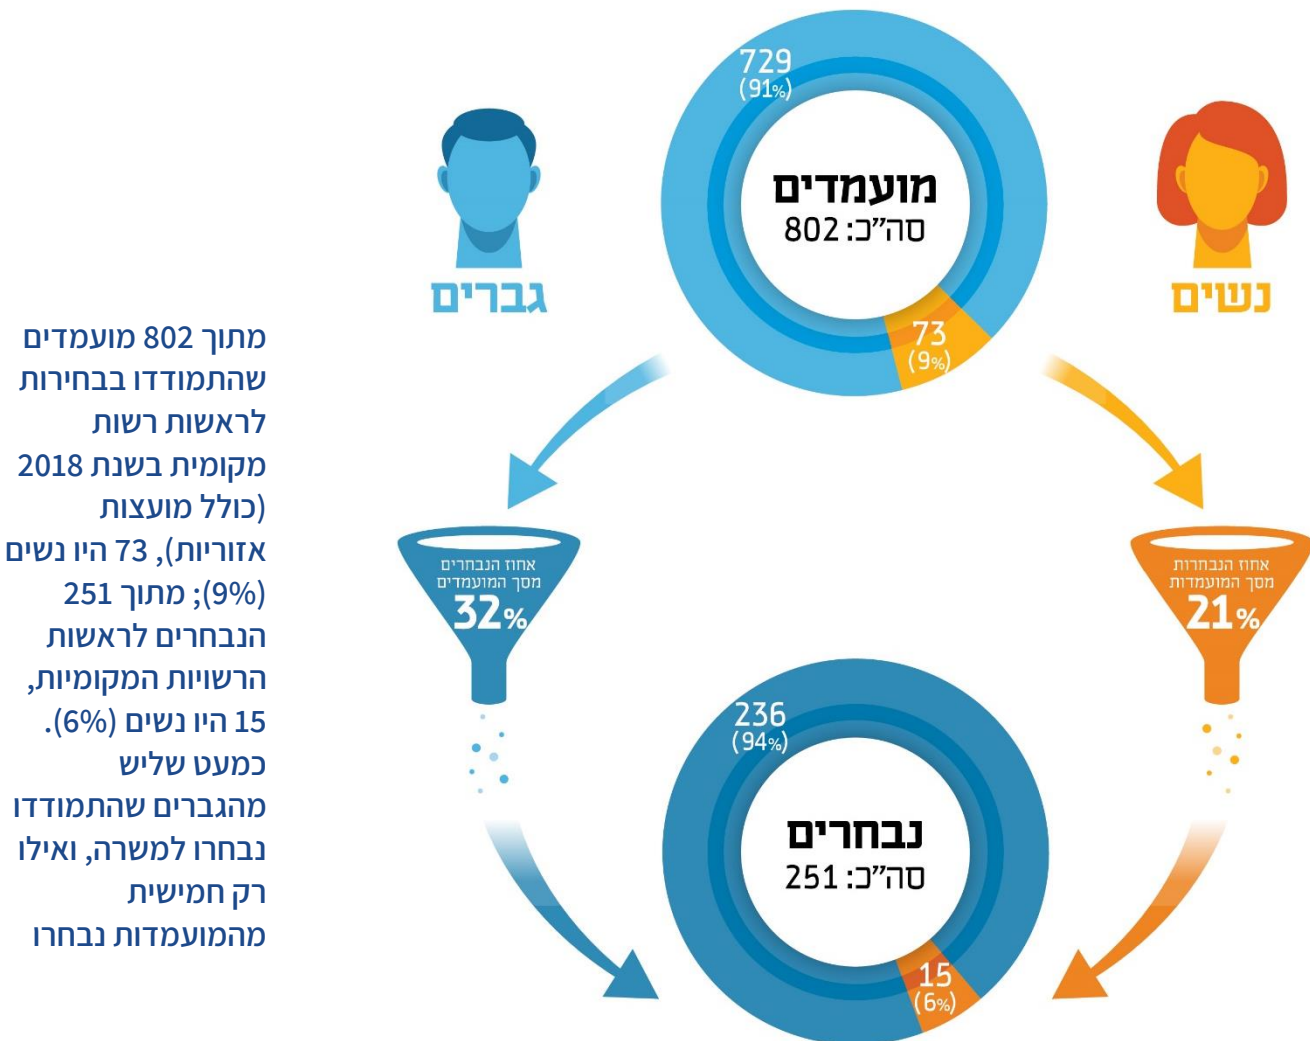 729
(91%)
מועמדים
סה״כ: 802
73
(9%)
נשים
גברים
מתוך 802 מועמדים
שהתמודדו בבחירות
לראשות רשות
מקומית בשנת 2018
(כולל מועצות
אזוריות), 73 היו נשים
(9%); מתוך 251
הנבחרים לראשות
הרשויות המקומיות,
15 היו נשים (6%).
כמעט שליש
מהגברים שהתמודדו
נבחרו למשרה, ואילו
רק חמישית
מהמועמדות נבחרו
אחוז הנבחרות
מסך המועמדות
21%
אחוז הנבחרים
מסך המועמדים
32%
236
(94%)
נבחרים
סה״כ: 251
15
(6%)